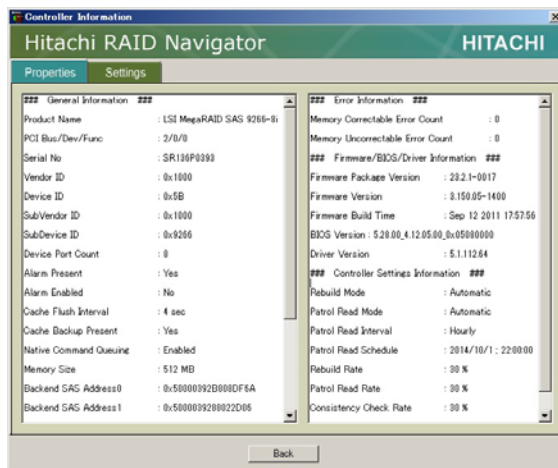 Controller Information
Hitachi RAID Navigator
HITACHI
Properties
Settings
### General Information ###
Product Name : LSI MegaRAID SAS 9266-8i
PCI Bus/Dev/Func : 2/0/0
Serial No : SR136P0393
Vendor ID : 0x1000
Device ID : 0x5B
SubVendor ID : 0x1000
SubDevice ID : 0x9266
Device Port Count : 8
Alarm Present : Yes
Alarm Enabled : No
Cache Flush Interval : 4 sec
Cache Backup Present : Yes
Native Command Queuing : Enabled
Memory Size : 512 MB
Backend SAS Address0 : 0x50000392B808DF6A
Backend SAS Address1 : 0x5000039288022D06
### Error Information ###
Memory Correctable Error Count : 0
Memory Uncorrectable Error Count : 0
### Firmware/BIOS/Driver Information ###
Firmware Package Version : 23.2.1-0017
Firmware Version : 3.150.05-1400
Firmware Build Time : Sep 12 2011 17:57:56
BIOS Version : 5.28.00_4.12.05.00_0x05080000
Driver Version : 5.1.112.64
### Controller Settings Information ###
Rebuild Mode : Automatic
Patrol Read Mode : Automatic
Patrol Read Interval : Hourly
Patrol Read Schedule : 2014/10/1 ; 22:00:00
Rebuild Rate : 30 %
Patrol Read Rate : 30 %
Consistency Check Rate : 30 %
Back